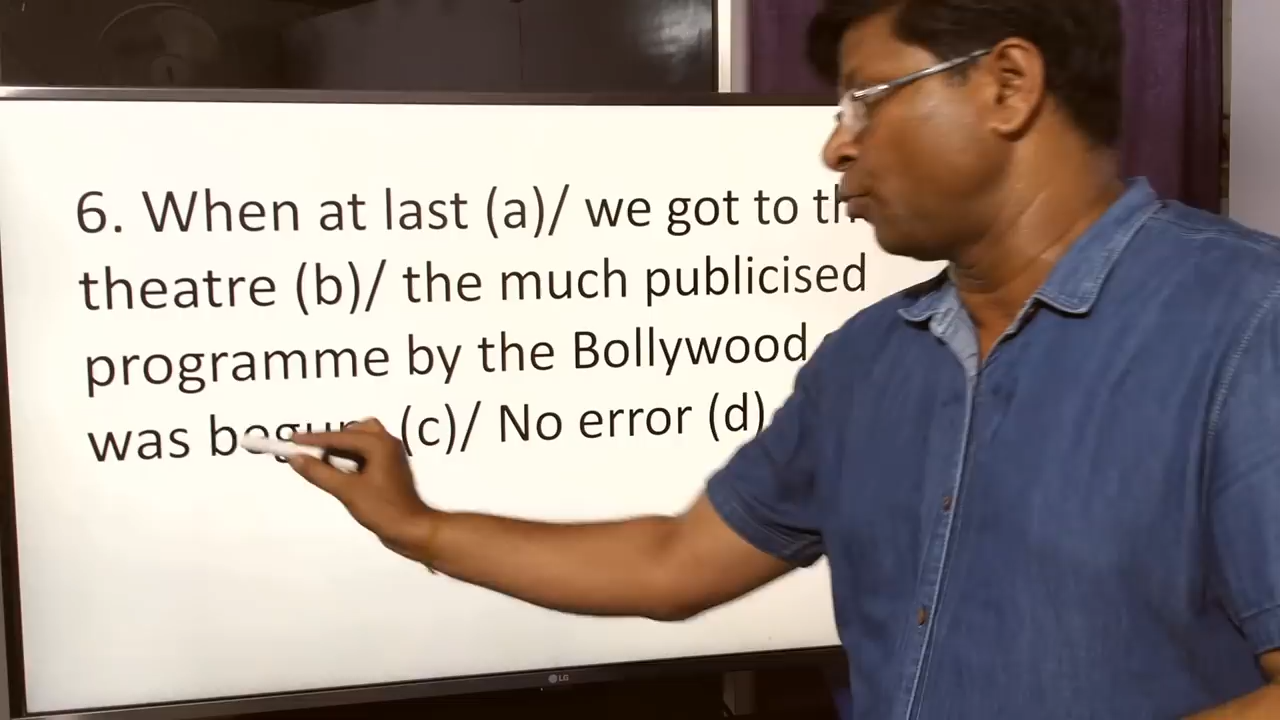 6. When at last (a)/ we got to
theatre (b)/ the much publicised
programme by the Bollywood
was (c)/ No error (d)
LG